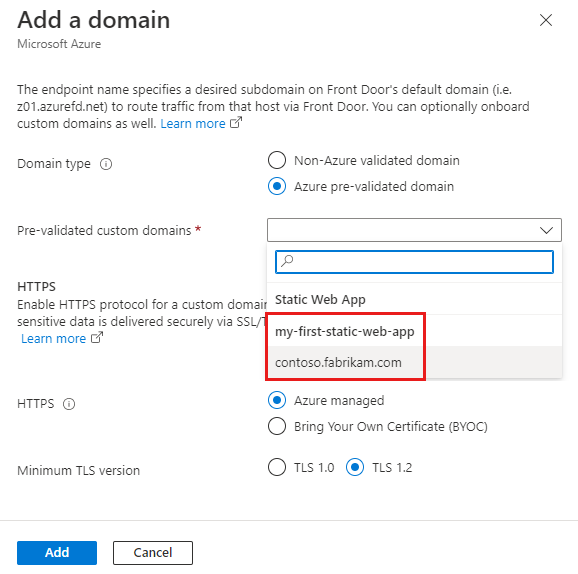 Add a domain
Microsoft Azure
The endpoint name specifies a desired subdomain on Front Door's default domain (i.e.
z01.azurefd.net) to route traffic from that host via Front Door. You can optionally onboard
custom domains as well. Learn more
Domain type
Non-Azure validated domain
Azure pre-validated domain
Pre-validated custom domains *
Static Web App
my-first-static-web-app
contoso.fabrikam.com
HTTPS
Enable HTTPS protocol for a custom domain
sensitive data is delivered securely via SSL/T
Learn more
HTTPS
Azure managed
Bring Your Own Certificate (BYOC)
Minimum TLS version
TLS 1.0
TLS 1.2
Add
Cancel